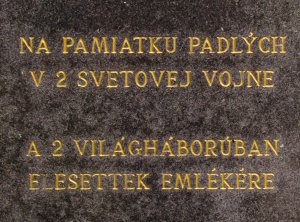 NA PAMIATKU PADLÝCH
V 2 SVETOVEJ VOJNE
A 2 VILÁGHÁBORÚBAN
ELESETTEK EMLÉKÉRE